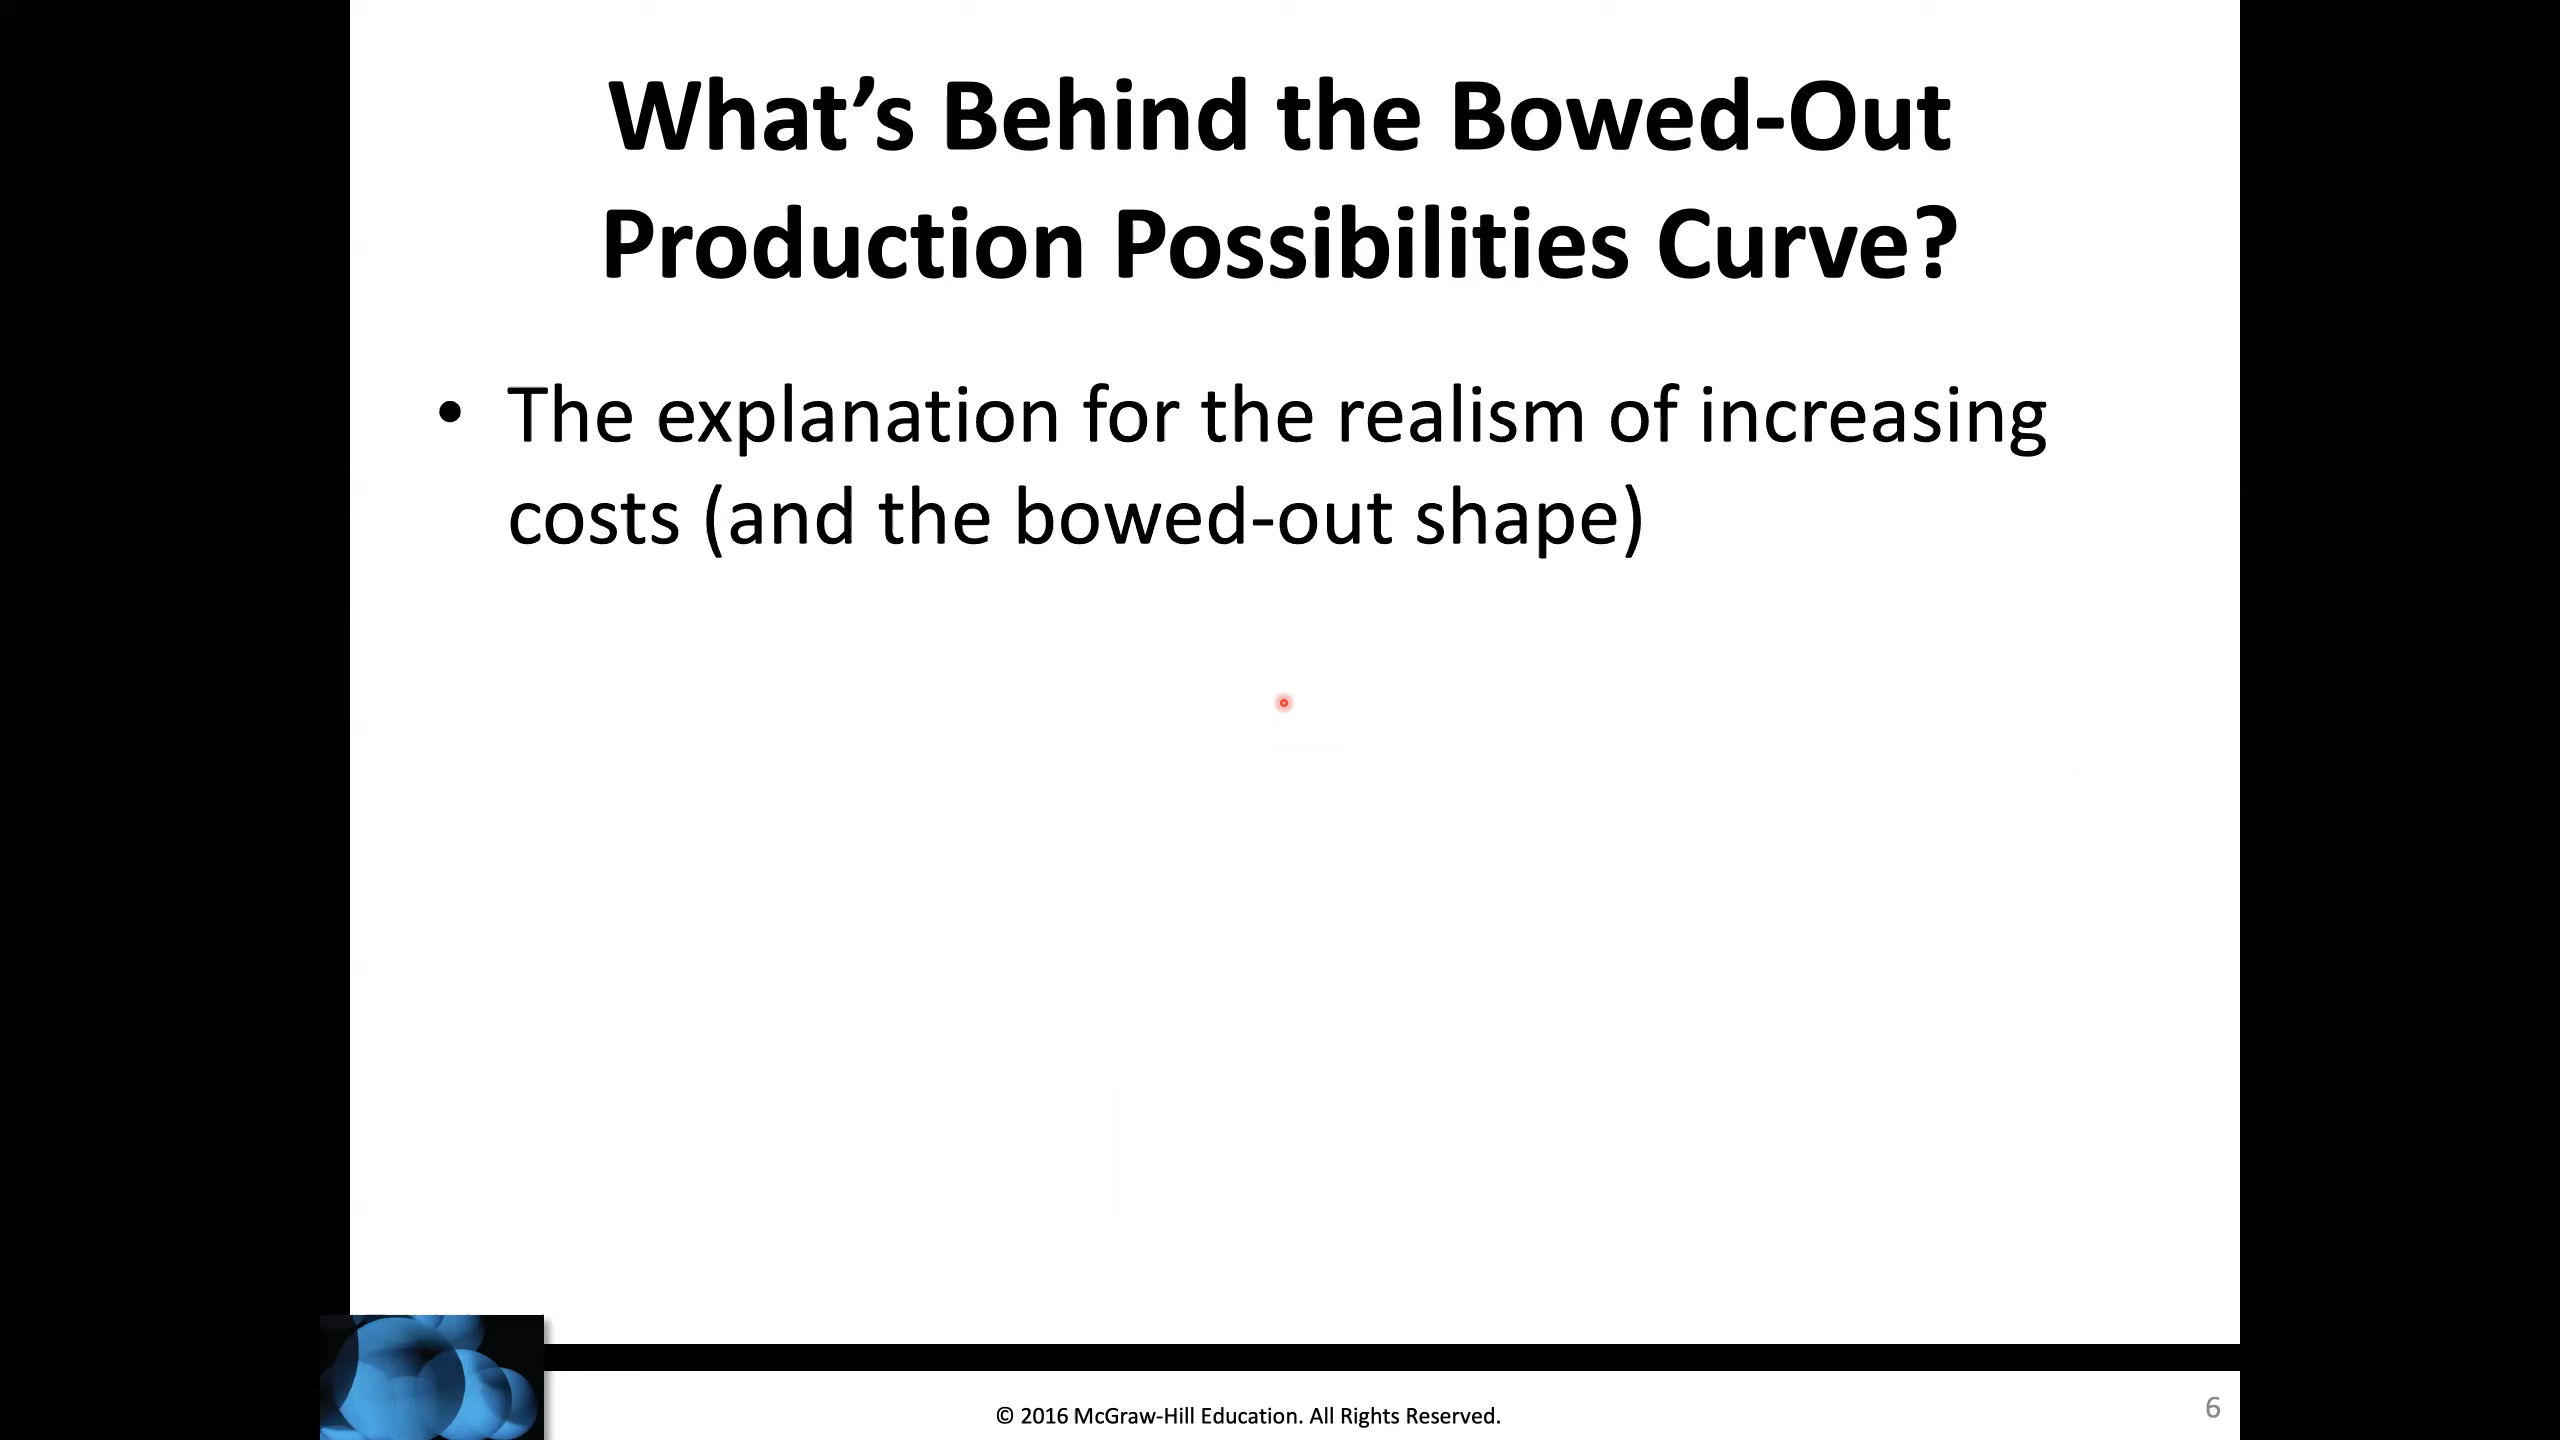 What’s Behind the Bowed-Out
Production Possibilities Curve?
• The explanation for the realism of increasing
costs (and the bowed-out shape)
© 2016 McGraw-Hill Education. All Rights Reserved.
6